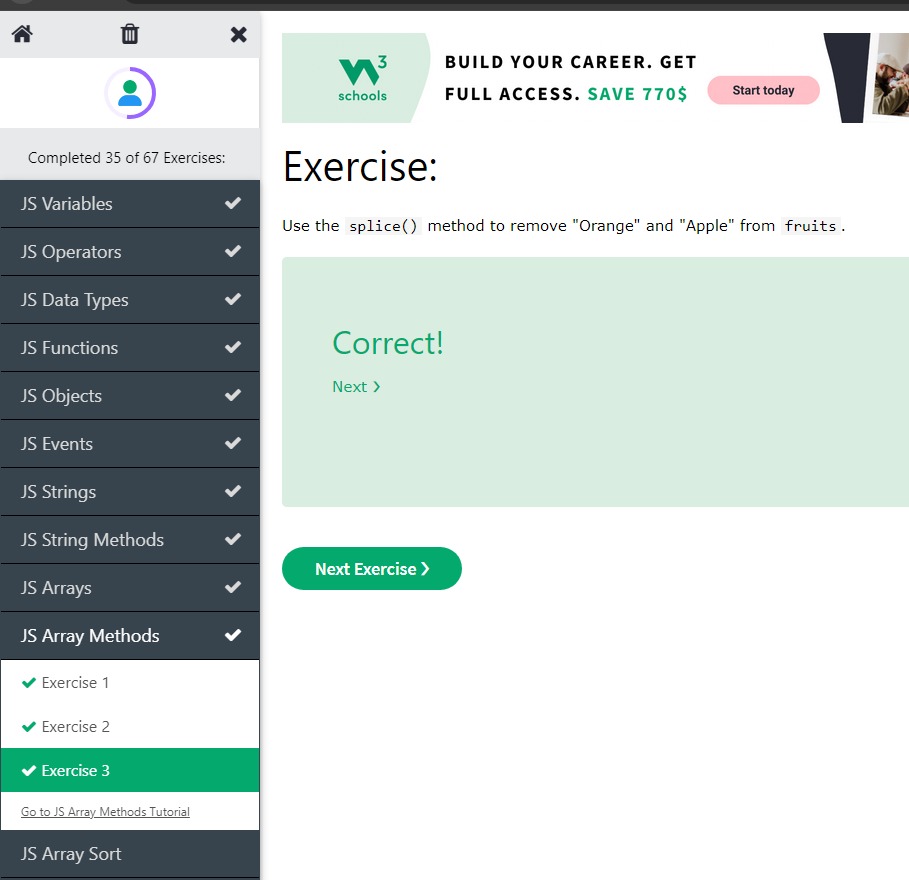 Completed 35 of 67 Exercises:
JS Variables
JS Operators
JS Data Types
JS Functions
JS Objects
JS Events
JS Strings
JS String Methods
JS Arrays
JS Array Methods
Exercise 1
Exercise 2
Exercise 3
Go to JS Array Methods Tutorial
JS Array Sort
W3
schools
BUILD YOUR CAREER. GET
FULL ACCESS. SAVE 770$
Start today
Exercise:
Use the splice() method to remove "Orange" and "Apple" from fruits.
Correct!
Next ❯
Next Exercise ❯